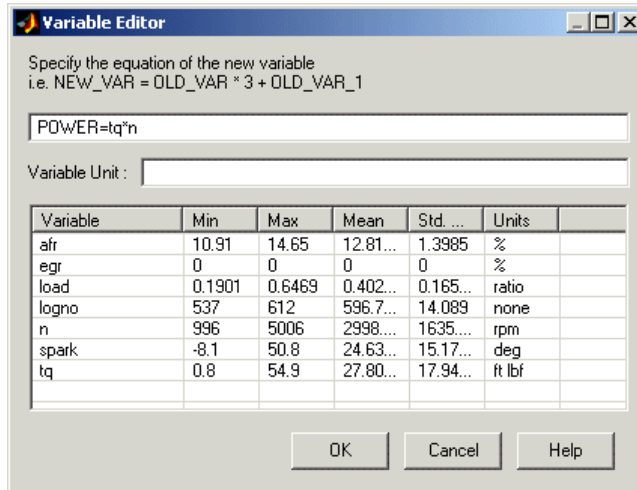 Variable Editor
Specify the equation of the new variable
i.e. NEW_VAR = OLD_VAR * 3 + OLD_VAR_1
POWER=tq*n
Variable Unit :
Variable Min Max Mean Std. ... Units
afr 10.91 14.65 12.81... 1.3985 %
egr 0 0 0 0 %
load 0.1901 0.6469 0.402... 0.165... ratio
logno 537 612 596.7... 14.089 none
n 996 5006 2998.... 1635.... rpm
spark -8.1 50.8 24.63... 15.17... deg
tq 0.8 54.9 27.80... 17.94... ft lbf
OK Cancel Help